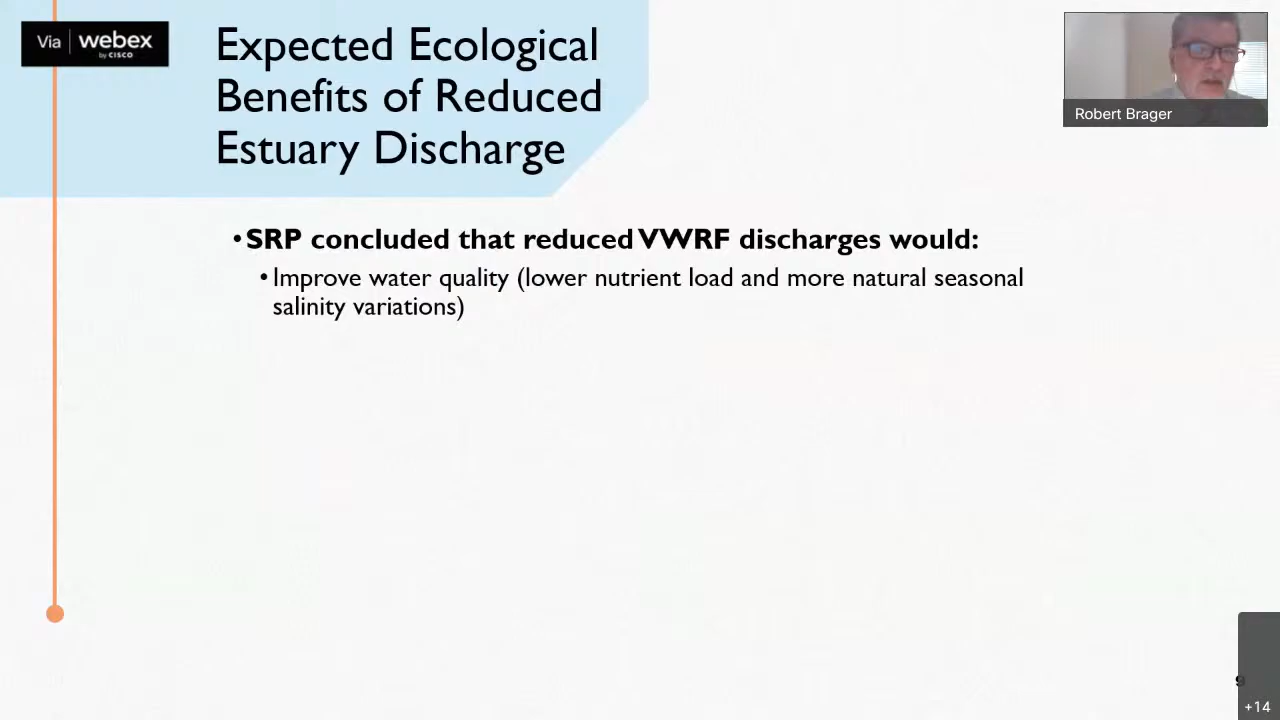 Via webex
by CISCO
Expected Ecological
Benefits of Reduced
Estuary Discharge
Robert Brager
•SRP concluded that reduced VWRF discharges would:
•Improve water quality (lower nutrient load and more natural seasonal
salinity variations)
9
+14